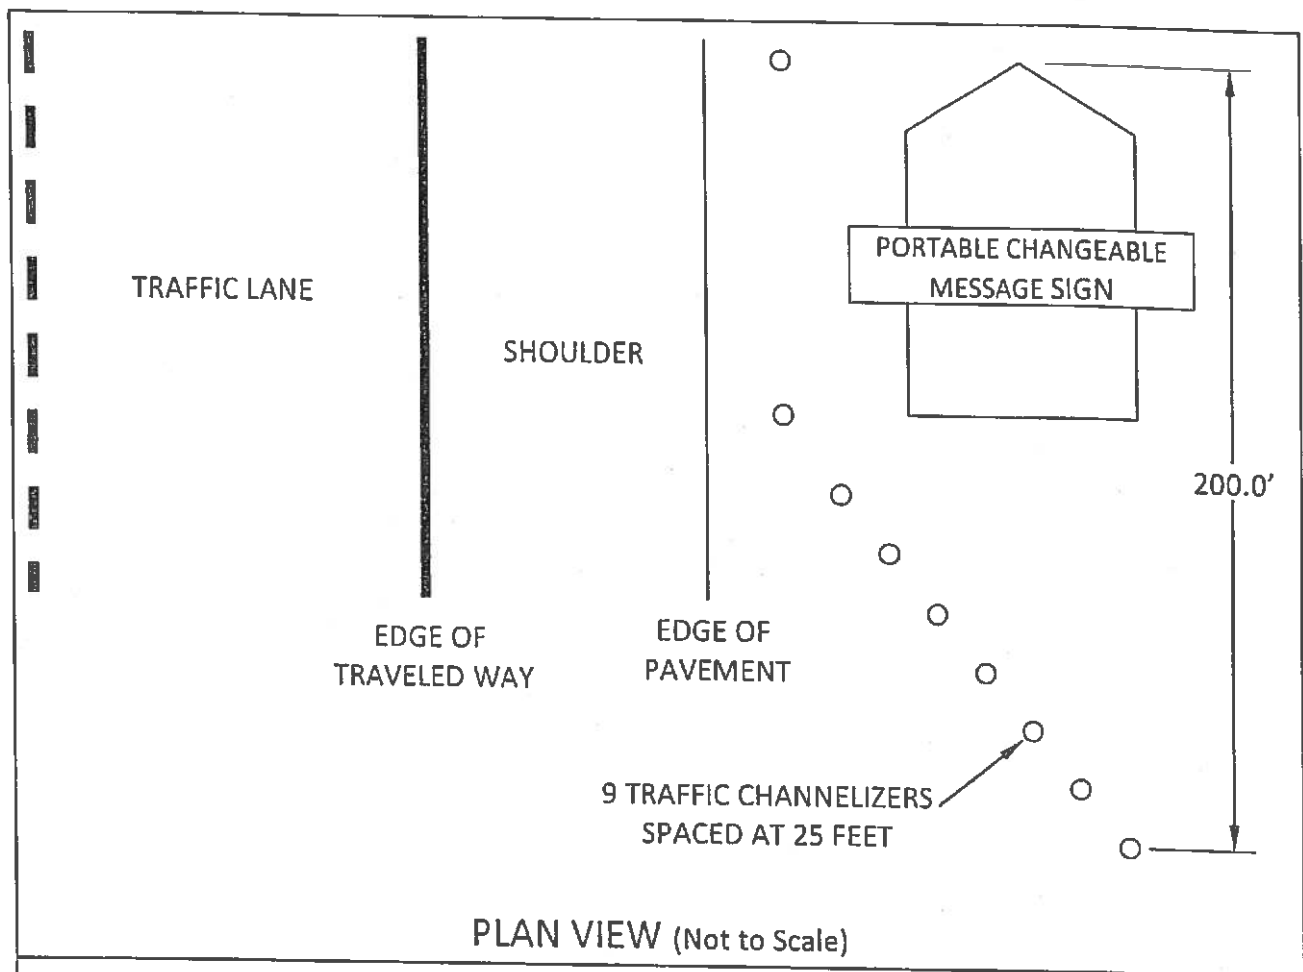 PORTABLE CHANGEABLE
MESSAGE SIGN
TRAFFIC LANE
SHOULDER
200.0'
EDGE OF
TRAVELED WAY
EDGE OF
PAVEMENT
9 TRAFFIC CHANNELIZERS
SPACED AT 25 FEET
PLAN VIEW (Not to Scale)